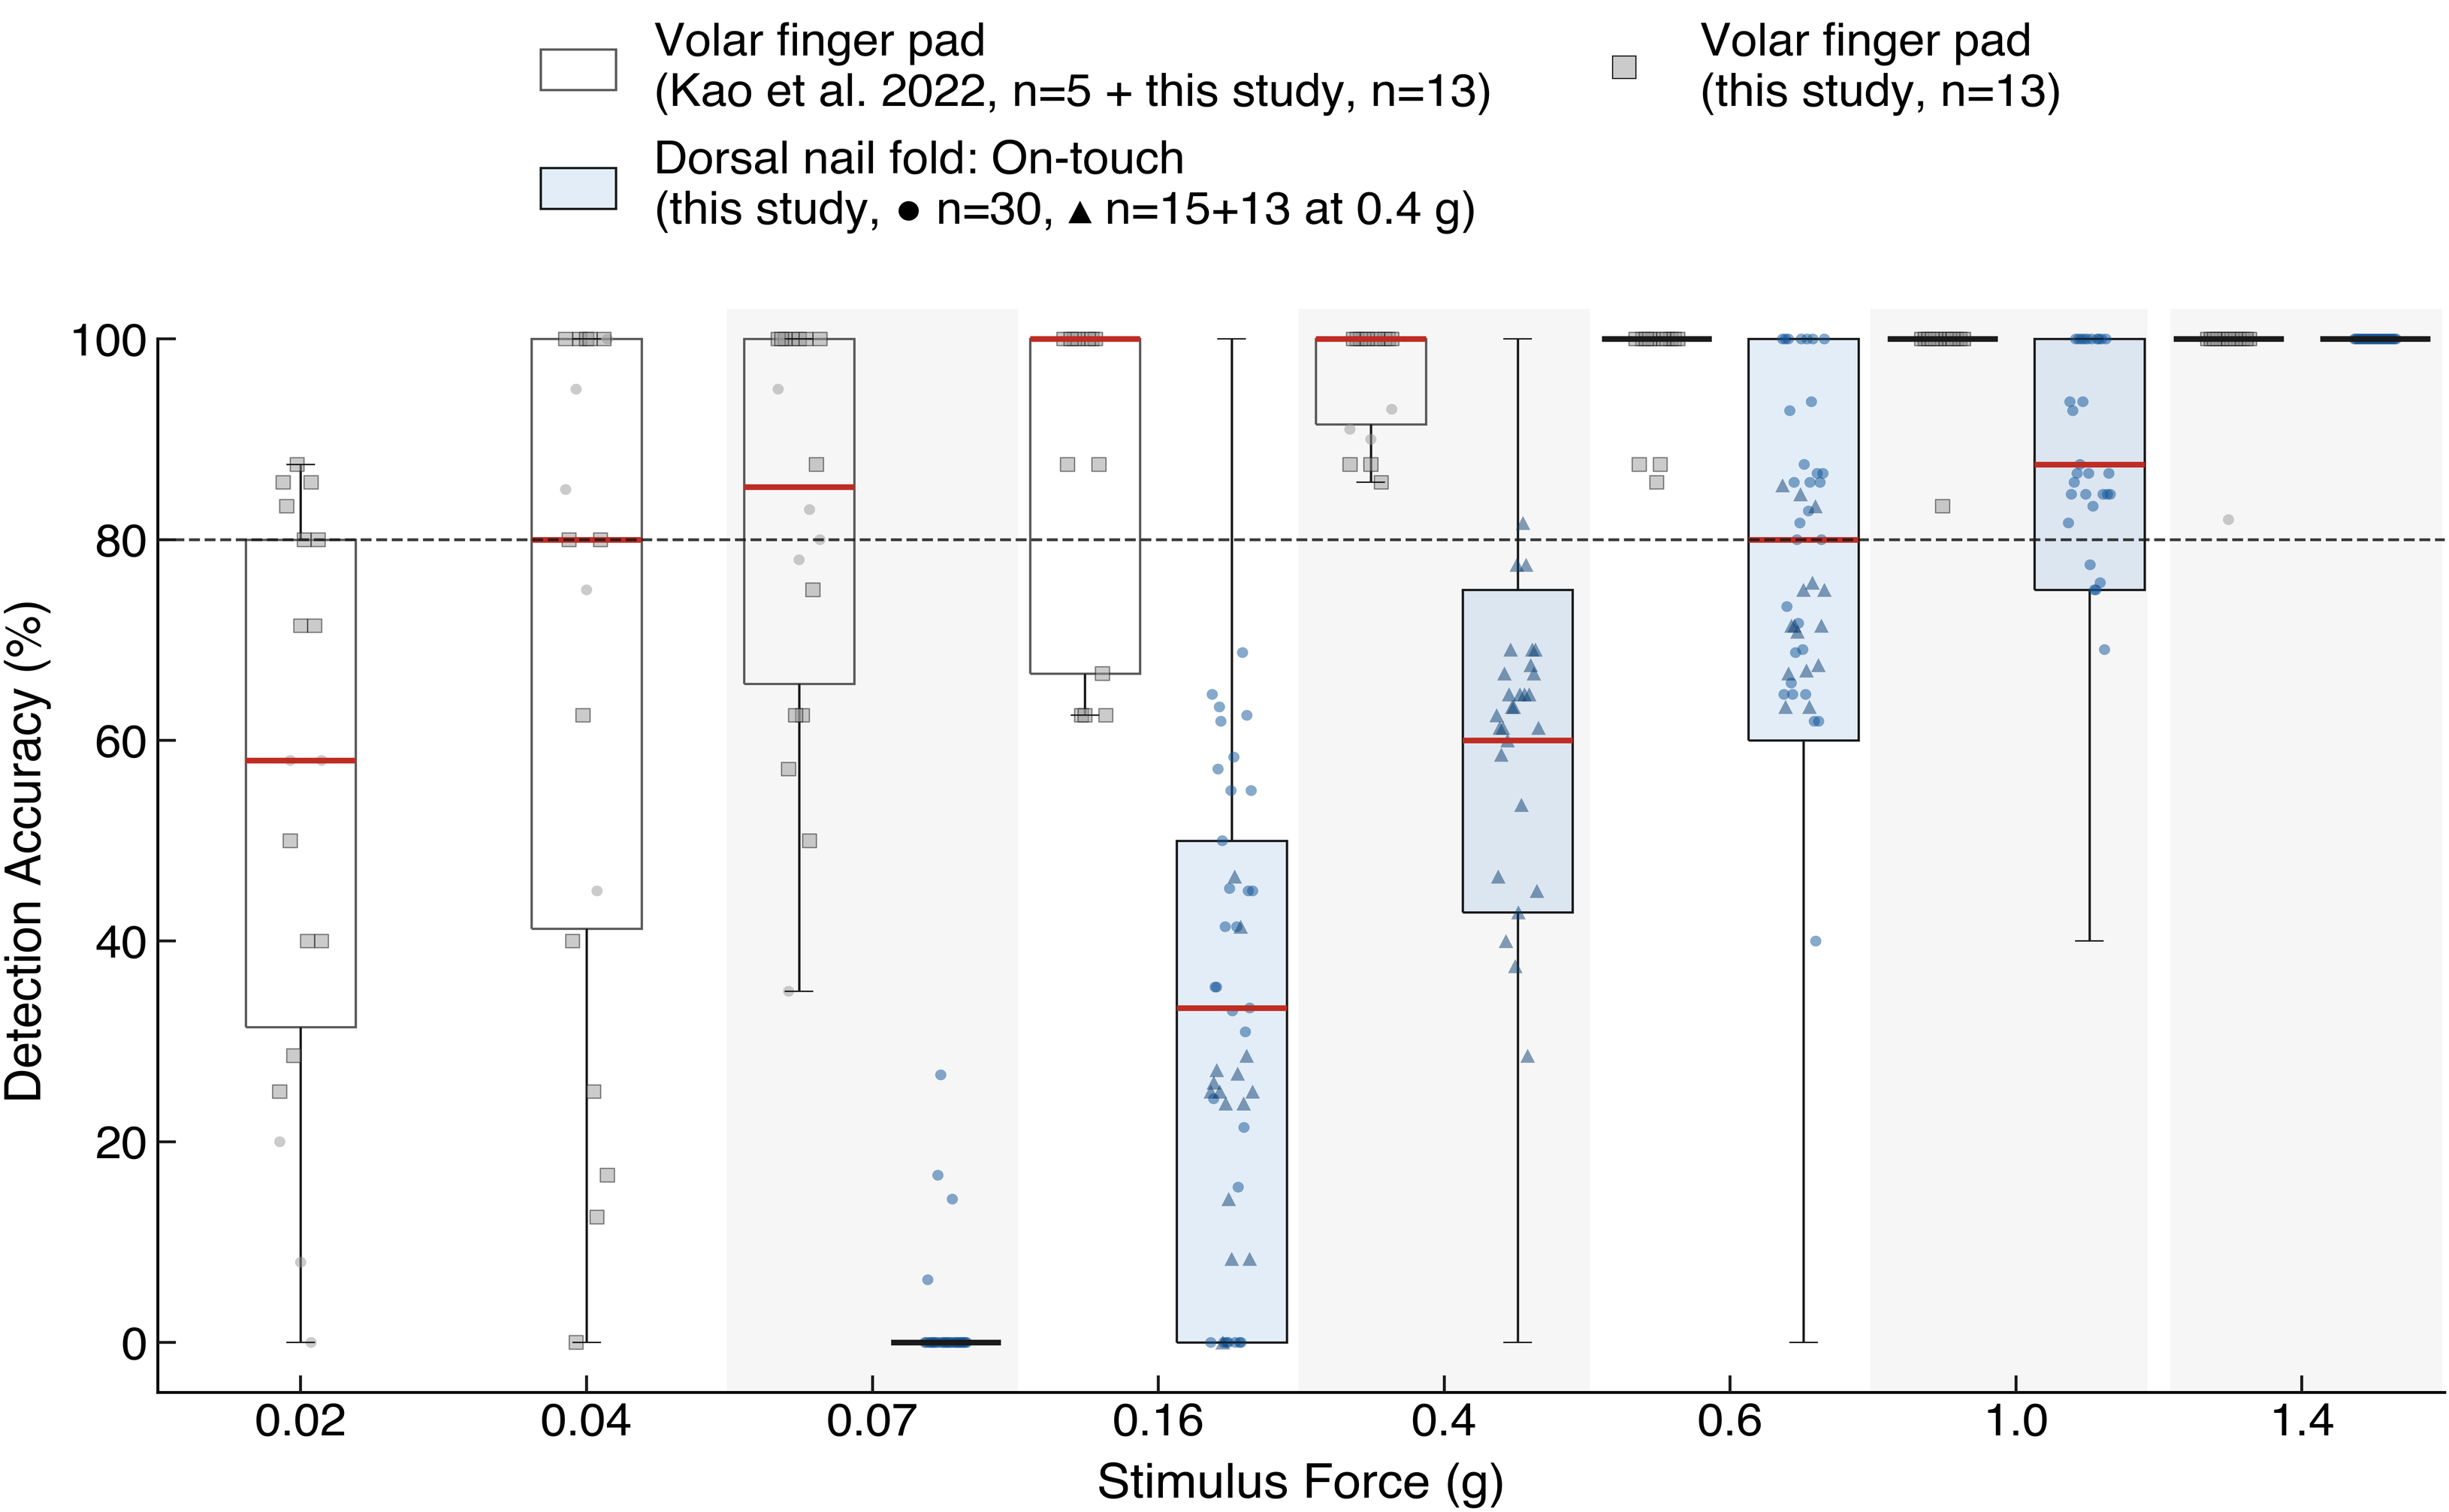 Volar finger pad
(Kao et al. 2022, n=5 + this study, n=13)
Volar finger pad
(this study, n=13)
Dorsal nail fold: On-touch
(this study, ● n=30, ▲ n=15+13 at 0.4 g)
Detection Accuracy (%)
100
80
60
40
20
0
0.02
0.04
0.07
0.16
0.4
0.6
1.0
1.4
Stimulus Force (g)